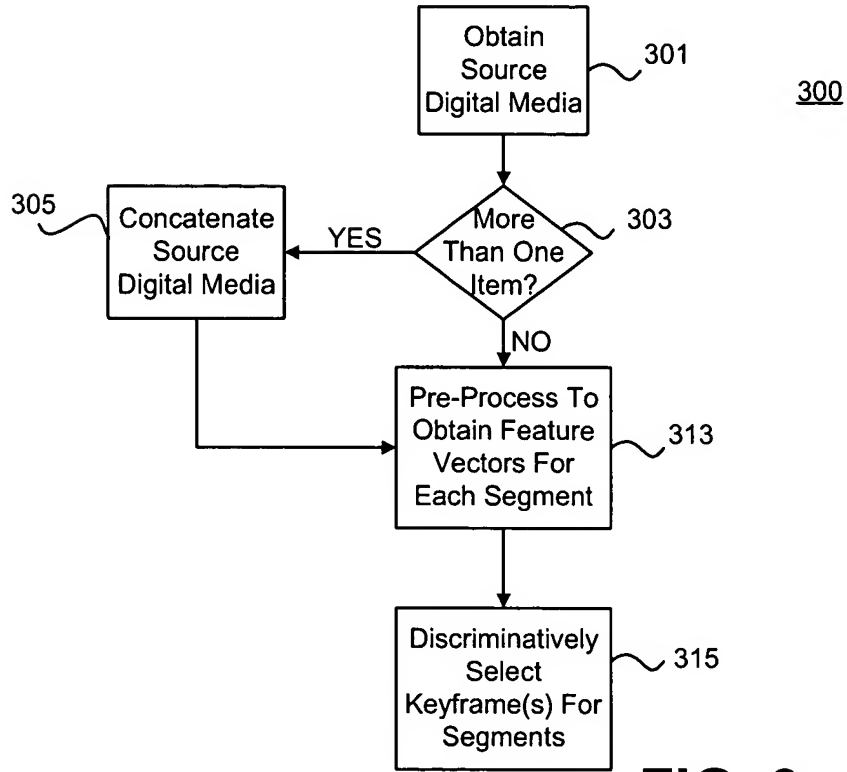 Obtain
Source
Digital Media
301
300
More
Than One
Item?
303
YES
305
Concatenate
Source
Digital Media
NO
Pre-Process To
Obtain Feature
Vectors For
Each Segment
313
Discriminatively
Select
Keyframe(s) For
Segments
315